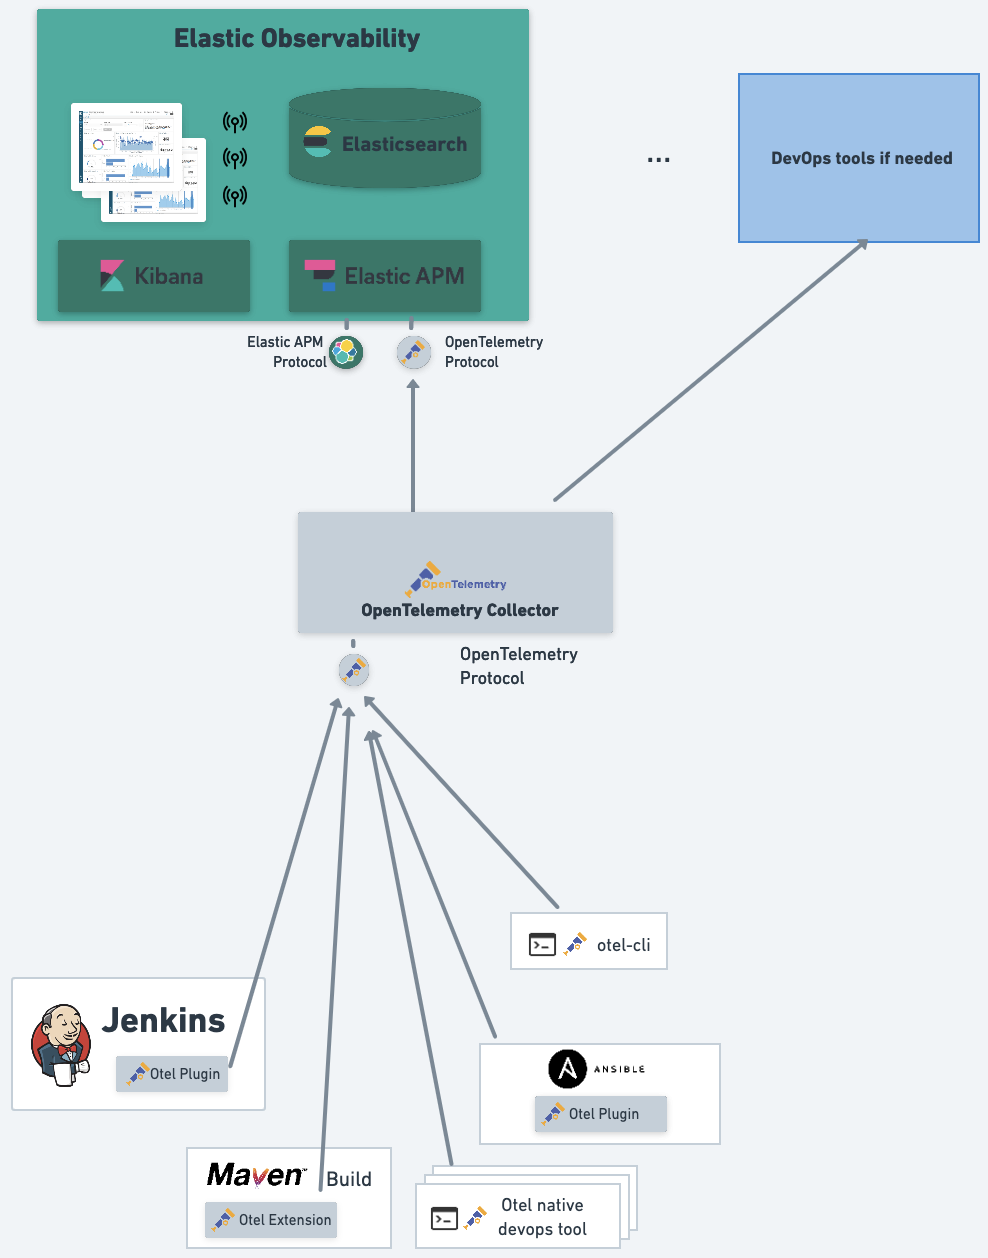 Elastic Observability
Elasticsearch
Kibana
Elastic APM
...
DevOps tools if needed
Elastic APM
Protocol
OpenTelemetry
Protocol
OpenTelemetry
OpenTelemetry Collector
OpenTelemetry
Protocol
otel-cli
Jenkins
Otel Plugin
ANSIBLE
Otel Plugin
Maven™ Build
Otel Extension
Otel native
devops tool